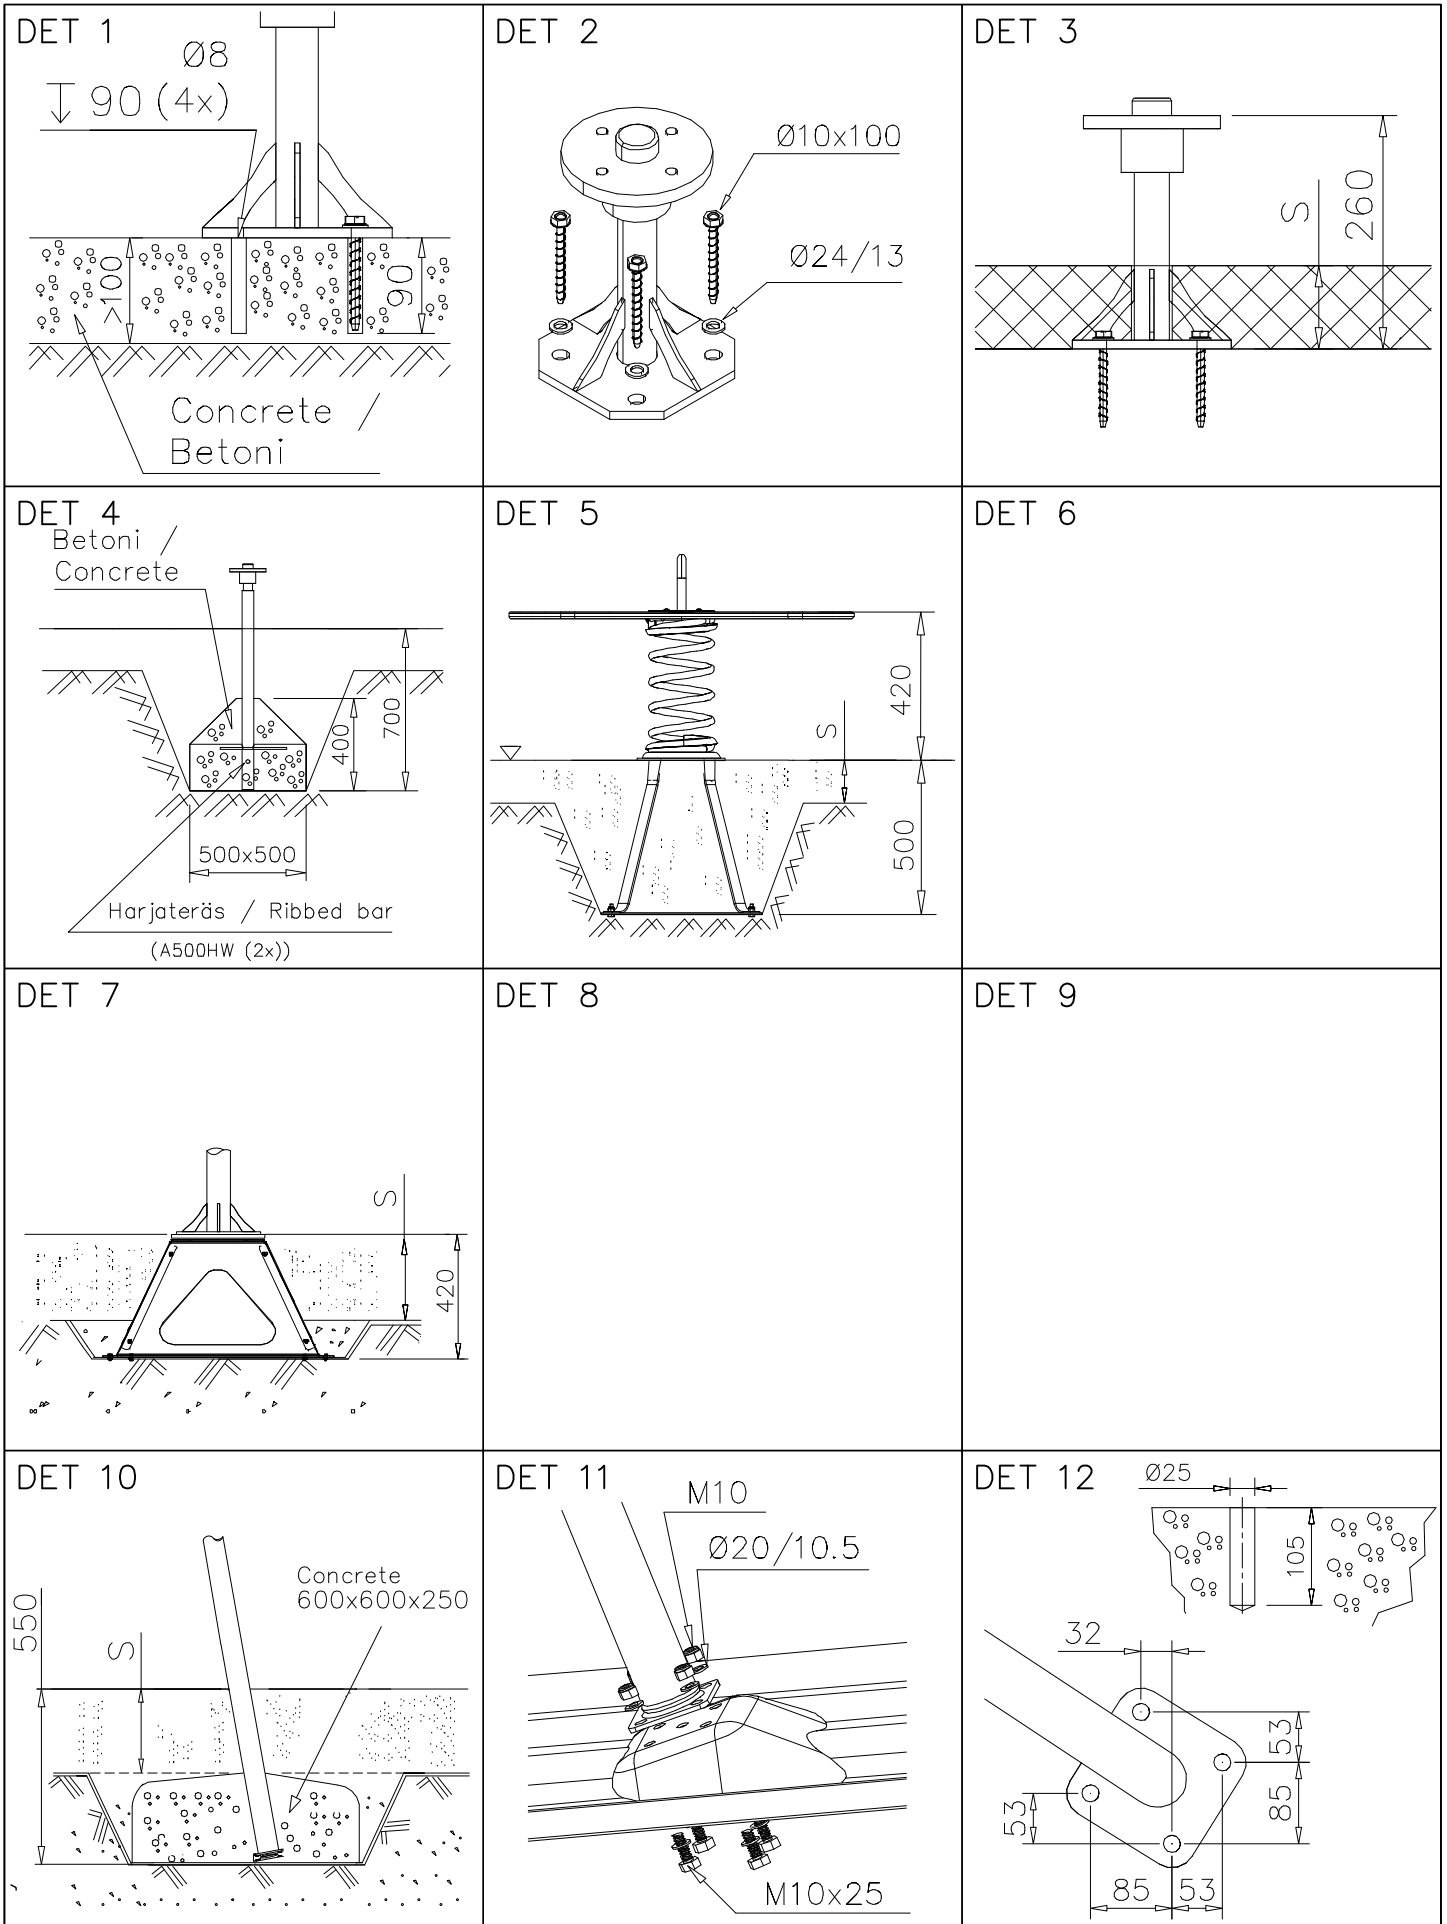 DET 1
Ø8
90 (4x)
>100
90
Concrete /
Betoni
DET 2
Ø10x100
Ø24/13
DET 3
S
260
DET 4
Betoni /
Concrete
400
700
500x500
Harjateräs / Ribbed bar
(A500HW (2x))
DET 5
420
S
500
DET 6
DET 7
S
420
DET 8
DET 9
DET 10
Concrete
600x600x250
550
S
DET 11
M10
Ø20/10.5
M10x25
DET 12
Ø25
105
32
53
85
53
85
53